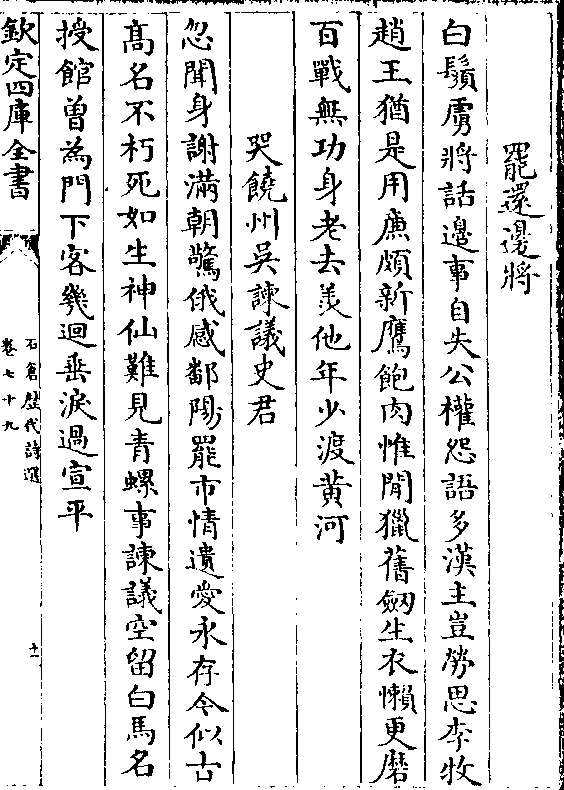 罷還邊將
白鬚虜將話邊事自失公權怨語多漢主豈勞思李牧
趙王猶是用廉頗新鷹飽肉惟閒獵舊劔生衣懶更磨
百戰無功身老去羨他年少渡黄河
哭饒州吳諫議史君
忽聞身謝滿朝驚俄感鄱陽罷市情遺愛永存今似古
髙名不朽死如生神仙難見青螺事諫議空留白馬名
授館曽為門下客幾迴垂淚過宣平
欽定四庫全書
石倉歴代詩選
卷七十九
十一